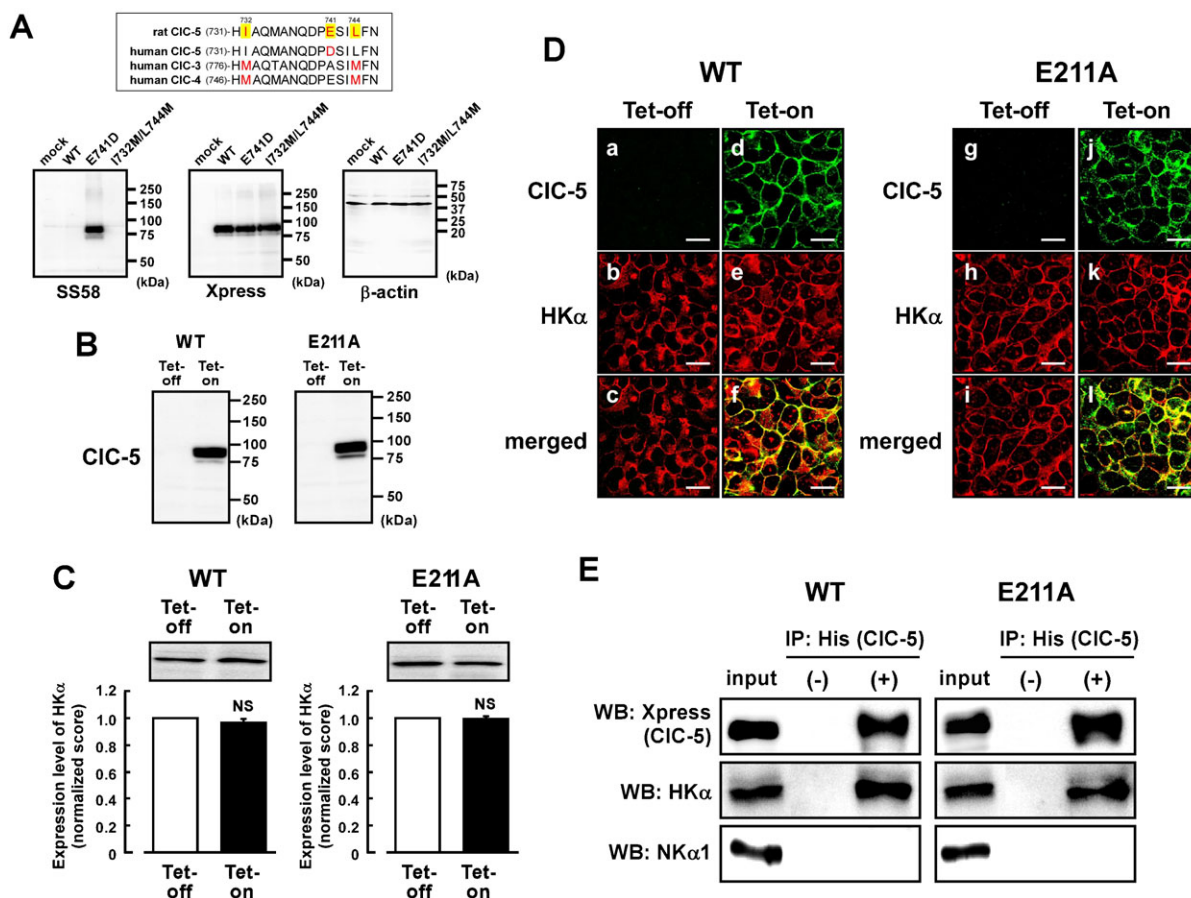 A
732 741 744
rat ClC-5 (731)- HIAQMANQDPESILFN
human ClC-5 (731)- HIAQMANQDPDSILFN
human ClC-3 (776)- HMAQTANQDPASIMFN
human ClC-4 (746)- HMAQMANQDPESIMFN
mock WT E741D I732M/L744M
mock WT E741D I732M/L744M
mock WT E741D I732M/L744M
250
150
100
75
50
(kDa)
SS58
250
150
100
75
50
(kDa)
Xpress
75
50
37
25
20
(kDa)
β-actin
B
WT E211A
Tet-off Tet-on Tet-off Tet-on
ClC-5
250
150
100
75
50
(kDa)
250
150
100
75
50
(kDa)
C
WT E211A
Tet-off Tet-on Tet-off Tet-on
Expression level of HKα
(normalized score)
1.2
1.0
0.8
0.6
0.4
0.2
0
NS
Tet-off Tet-on
Expression level of HKα
(normalized score)
1.2
1.0
0.8
0.6
0.4
0.2
0
NS
Tet-off Tet-on
D
WT E211A
Tet-off Tet-on Tet-off Tet-on
ClC-5 a d ClC-5 g j
HKα b e HKα h k
merged c f merged i l
E
WT E211A
IP: His (ClC-5) IP: His (ClC-5)
input (-) (+) input (-) (+)
WB: Xpress
(ClC-5)
WB: HKα
WB: NKα1